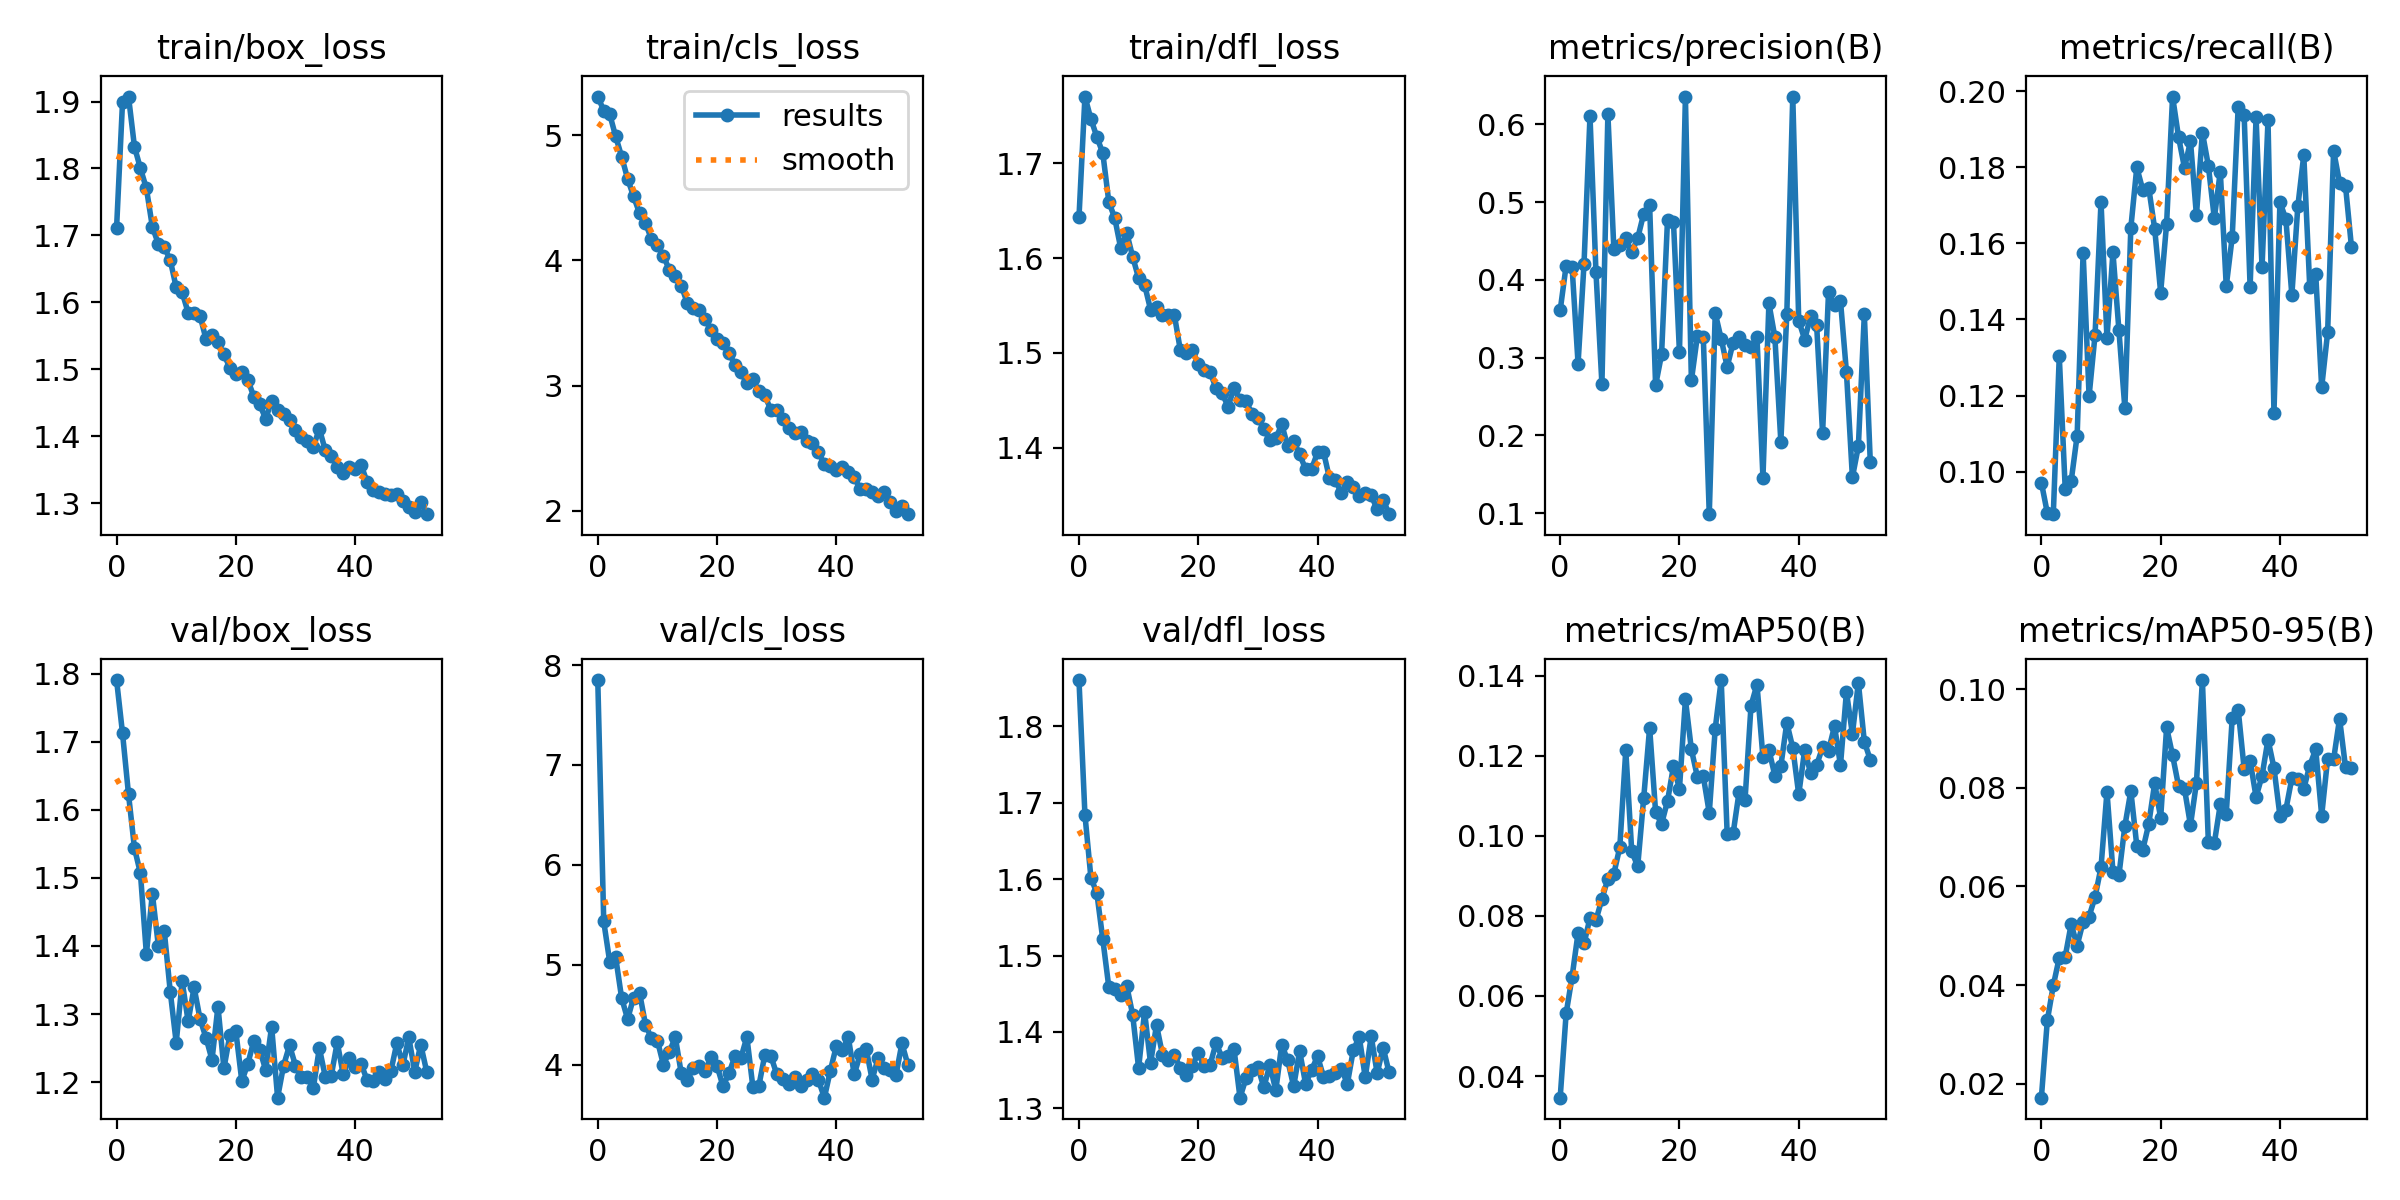 train/box_loss
1.9
1.8
1.7
1.6
1.5
1.4
1.3
0 20 40
train/cls_loss
results
smooth
5
4
3
2
0 20 40
train/dfl_loss
1.7
1.6
1.5
1.4
0 20 40
metrics/precision(B)
0.6
0.5
0.4
0.3
0.2
0.1
0 20 40
metrics/recall(B)
0.20
0.18
0.16
0.14
0.12
0.10
0 20 40
val/box_loss
1.8
1.7
1.6
1.5
1.4
1.3
1.2
0 20 40
val/cls_loss
8
7
6
5
4
0 20 40
val/dfl_loss
1.8
1.7
1.6
1.5
1.4
1.3
0 20 40
metrics/mAP50(B)
0.14
0.12
0.10
0.08
0.06
0.04
0 20 40
metrics/mAP50-95(B)
0.10
0.08
0.06
0.04
0.02
0 20 40